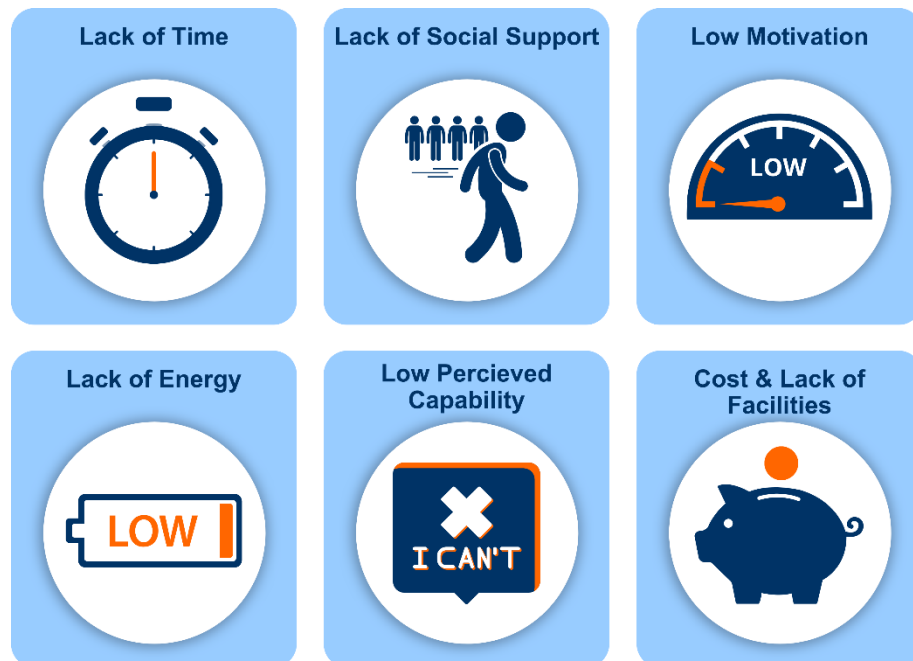 Lack of Time
Lack of Social Support
Low Motivation
LOW
Lack of Energy
LOW
Low Percieved
Capability
I CAN'T
Cost & Lack of
Facilities